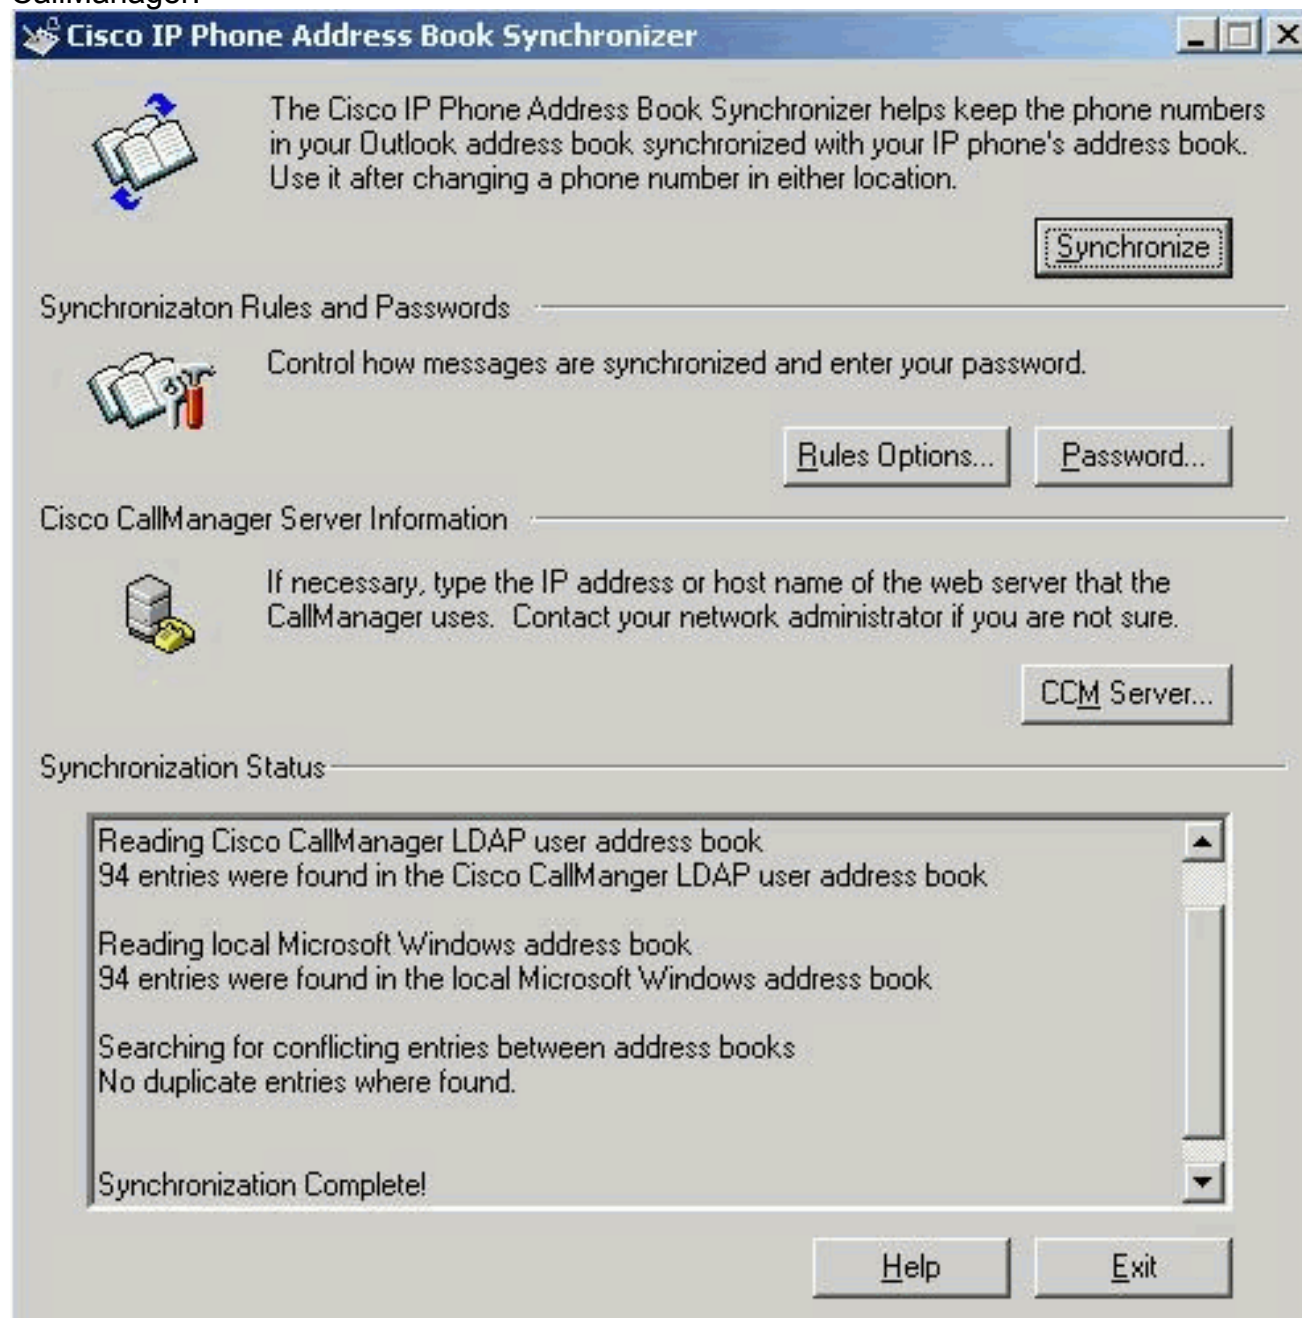 CallManager.
Cisco IP Phone Address Book Synchronizer
The Cisco IP Phone Address Book Synchronizer helps keep the phone numbers
in your Outlook address book synchronized with your IP phone's address book.
Use it after changing a phone number in either location.
Synchronize
Synchronizaton Rules and Passwords
Control how messages are synchronized and enter your password.
Rules Options...
Password...
Cisco CallManager Server Information
If necessary, type the IP address or host name of the web server that the
CallManager uses. Contact your network administrator if you are not sure.
CCM Server...
Synchronization Status
Reading Cisco CallManager LDAP user address book
94 entries were found in the Cisco CallManger LDAP user address book
Reading local Microsoft Windows address book
94 entries were found in the local Microsoft Windows address book
Searching for conflicting entries between address books
No duplicate entries where found.
Synchronization Complete!
Help
Exit